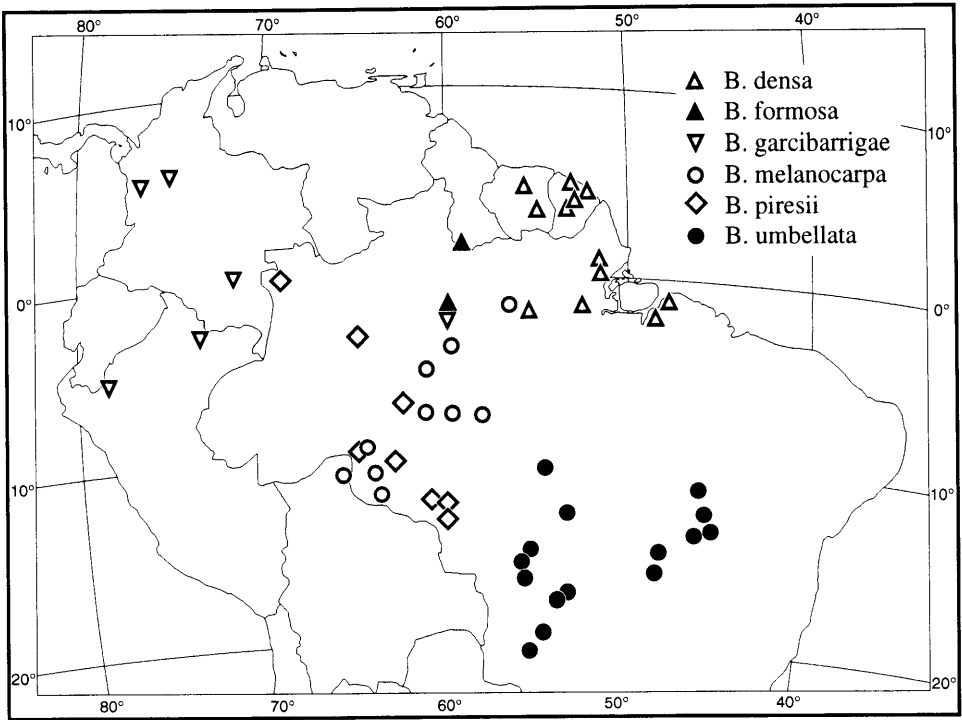 80° 70° 60° 50° 40°
B. densa
B. formosa
10° 10°
B. garcibarrigae
B. melanocarpa
B. piresii
B. umbellata
0° 0°
10° 10°
20° 20°
80° 70° 60° 50° 40°